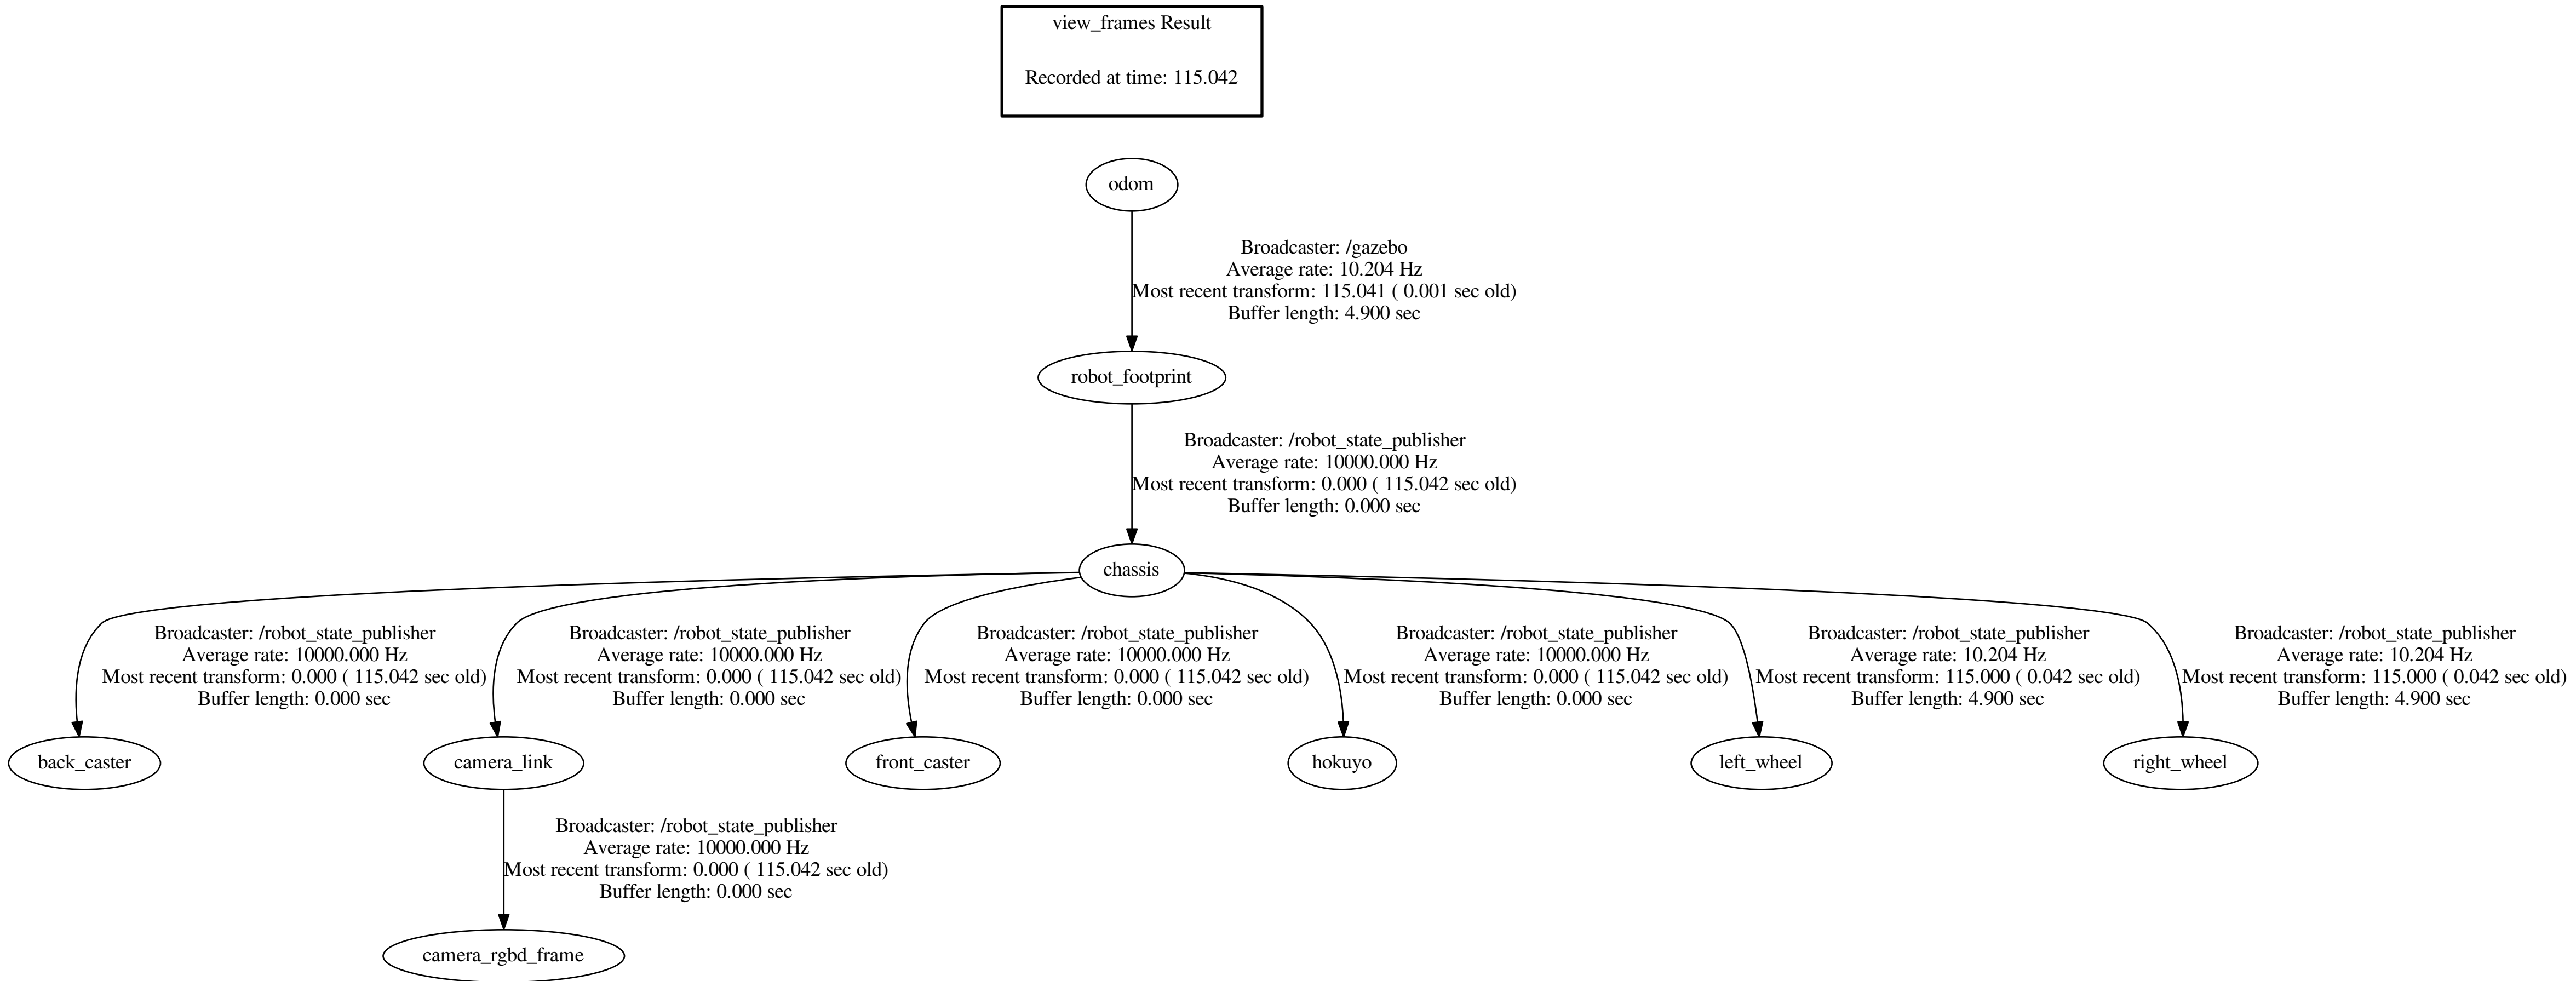 view_frames Result
Recorded at time: 115.042
odom
Broadcaster: /gazebo
Average rate: 10.204 Hz
Most recent transform: 115.041 ( 0.001 sec old)
Buffer length: 4.900 sec
robot_footprint
Broadcaster: /robot_state_publisher
Average rate: 10000.000 Hz
Most recent transform: 0.000 ( 115.042 sec old)
Buffer length: 0.000 sec
chassis
Broadcaster: /robot_state_publisher
Average rate: 10000.000 Hz
Most recent transform: 0.000 ( 115.042 sec old)
Buffer length: 0.000 sec
Broadcaster: /robot_state_publisher
Average rate: 10000.000 Hz
Most recent transform: 0.000 ( 115.042 sec old)
Buffer length: 0.000 sec
Broadcaster: /robot_state_publisher
Average rate: 10000.000 Hz
Most recent transform: 0.000 ( 115.042 sec old)
Buffer length: 0.000 sec
Broadcaster: /robot_state_publisher
Average rate: 10000.000 Hz
Most recent transform: 0.000 ( 115.042 sec old)
Buffer length: 0.000 sec
Broadcaster: /robot_state_publisher
Average rate: 10.204 Hz
Most recent transform: 115.000 ( 0.042 sec old)
Buffer length: 4.900 sec
Broadcaster: /robot_state_publisher
Average rate: 10.204 Hz
Most recent transform: 115.000 ( 0.042 sec old)
Buffer length: 4.900 sec
back_caster
camera_link
front_caster
hokuyo
left_wheel
right_wheel
Broadcaster: /robot_state_publisher
Average rate: 10000.000 Hz
Most recent transform: 0.000 ( 115.042 sec old)
Buffer length: 0.000 sec
camera_rgbd_frame